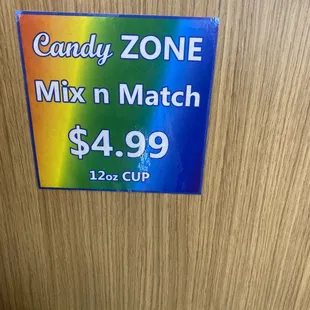 Candy ZONE
Mix n Match
$4.99
12oz CUP